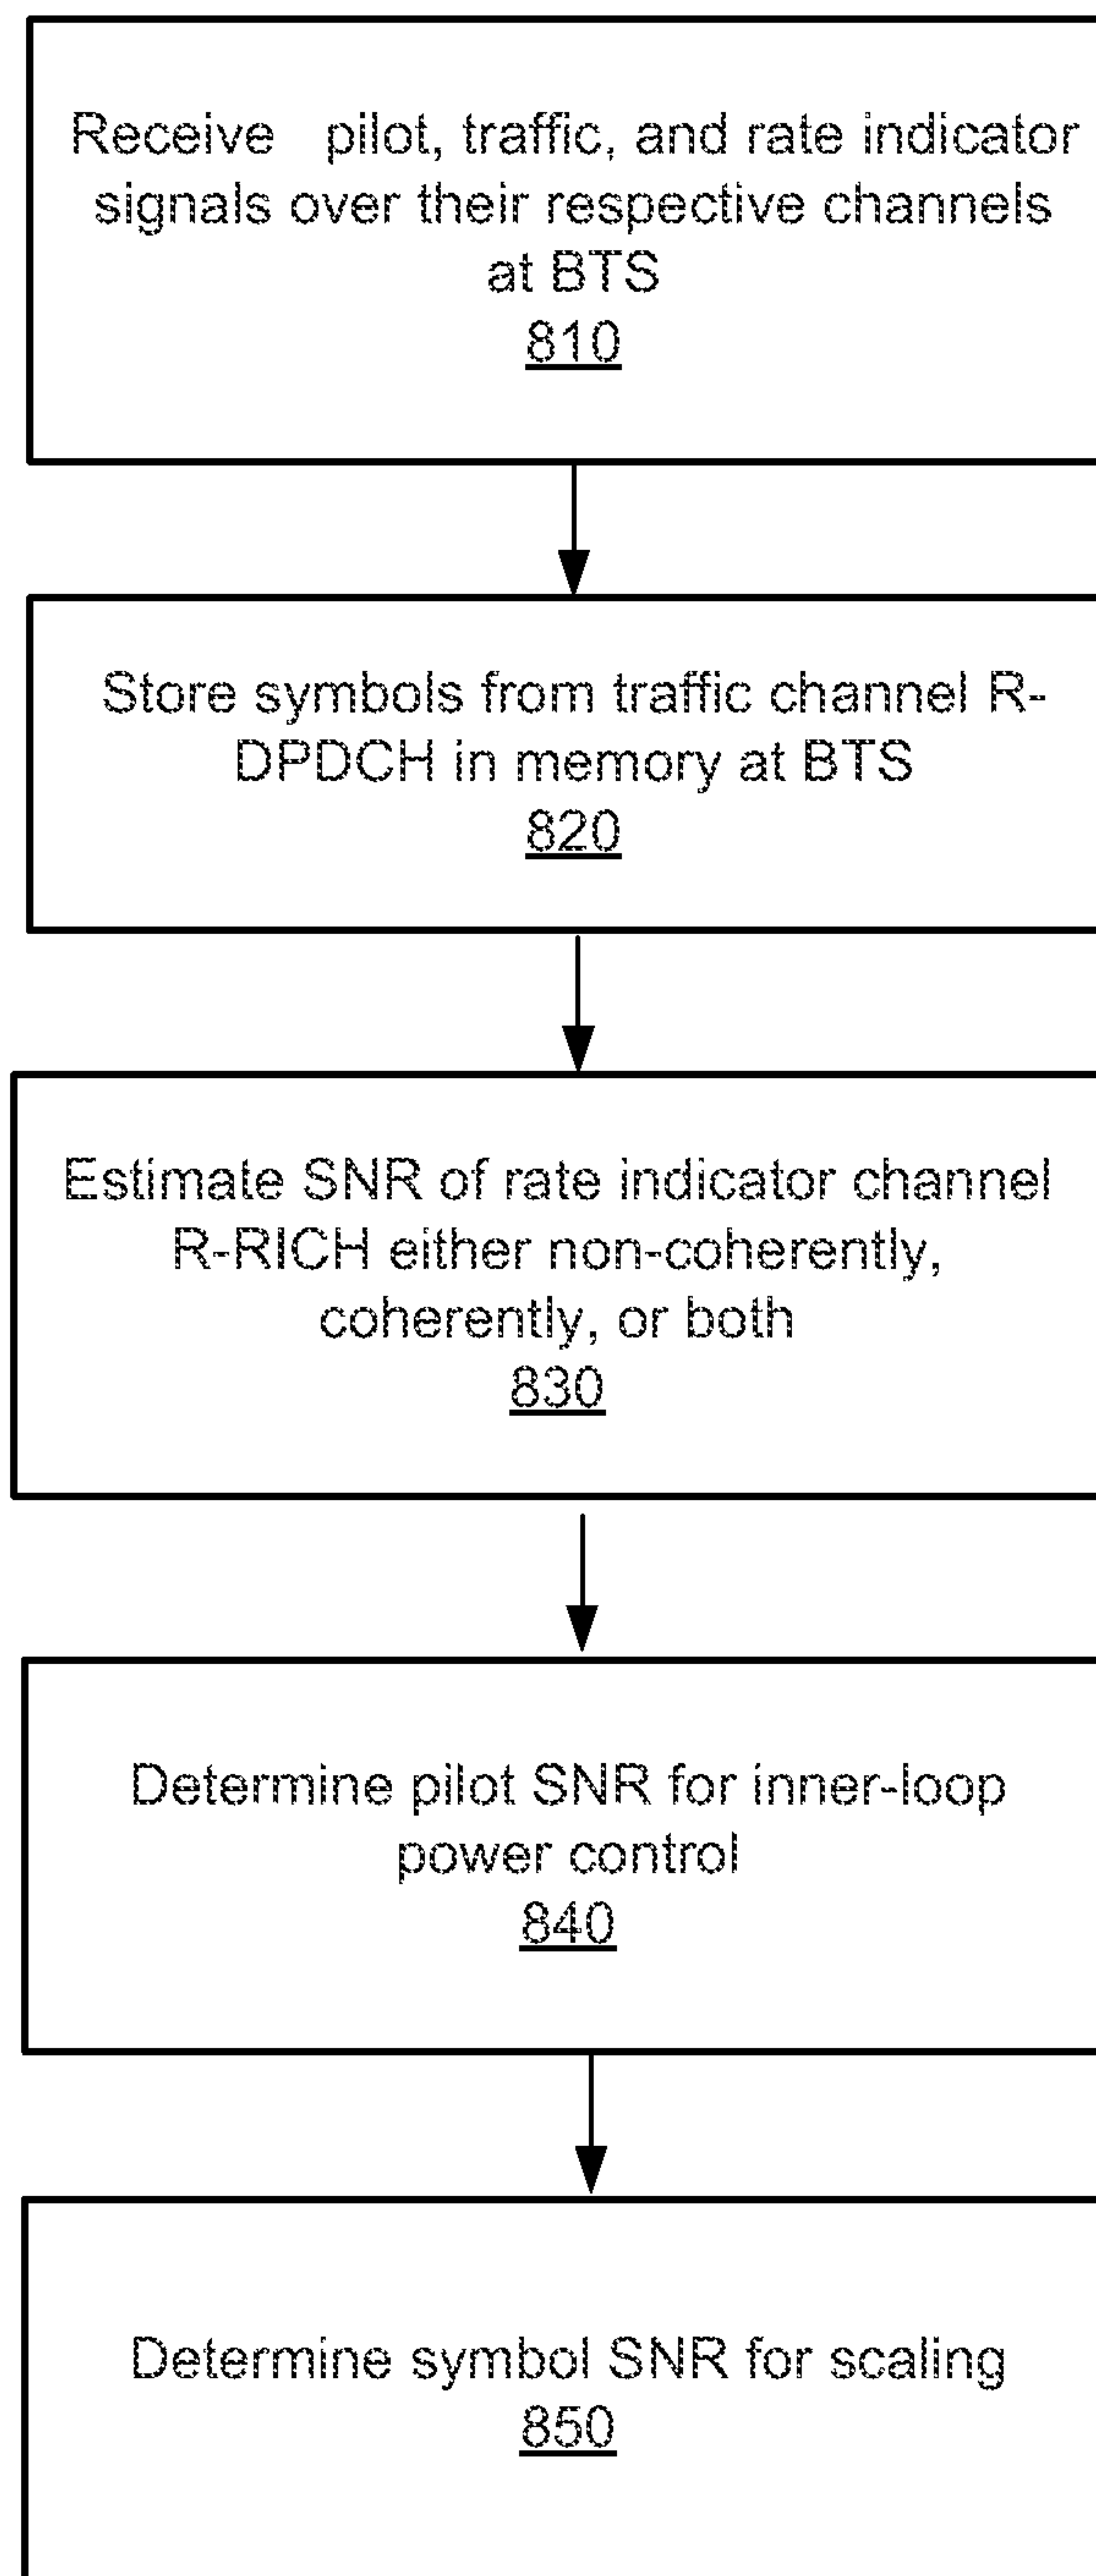 Receive pilot, traffic, and rate indicator
signals over their respective channels
at BTS
810
Store symbols from traffic channel R-
DPDCH in memory at BTS
820
Estimate SNR of rate indicator channel
R-RICH either non-coherently,
coherently, or both
830
Determine pilot SNR for inner-loop
power control
840
Determine symbol SNR for scaling
850